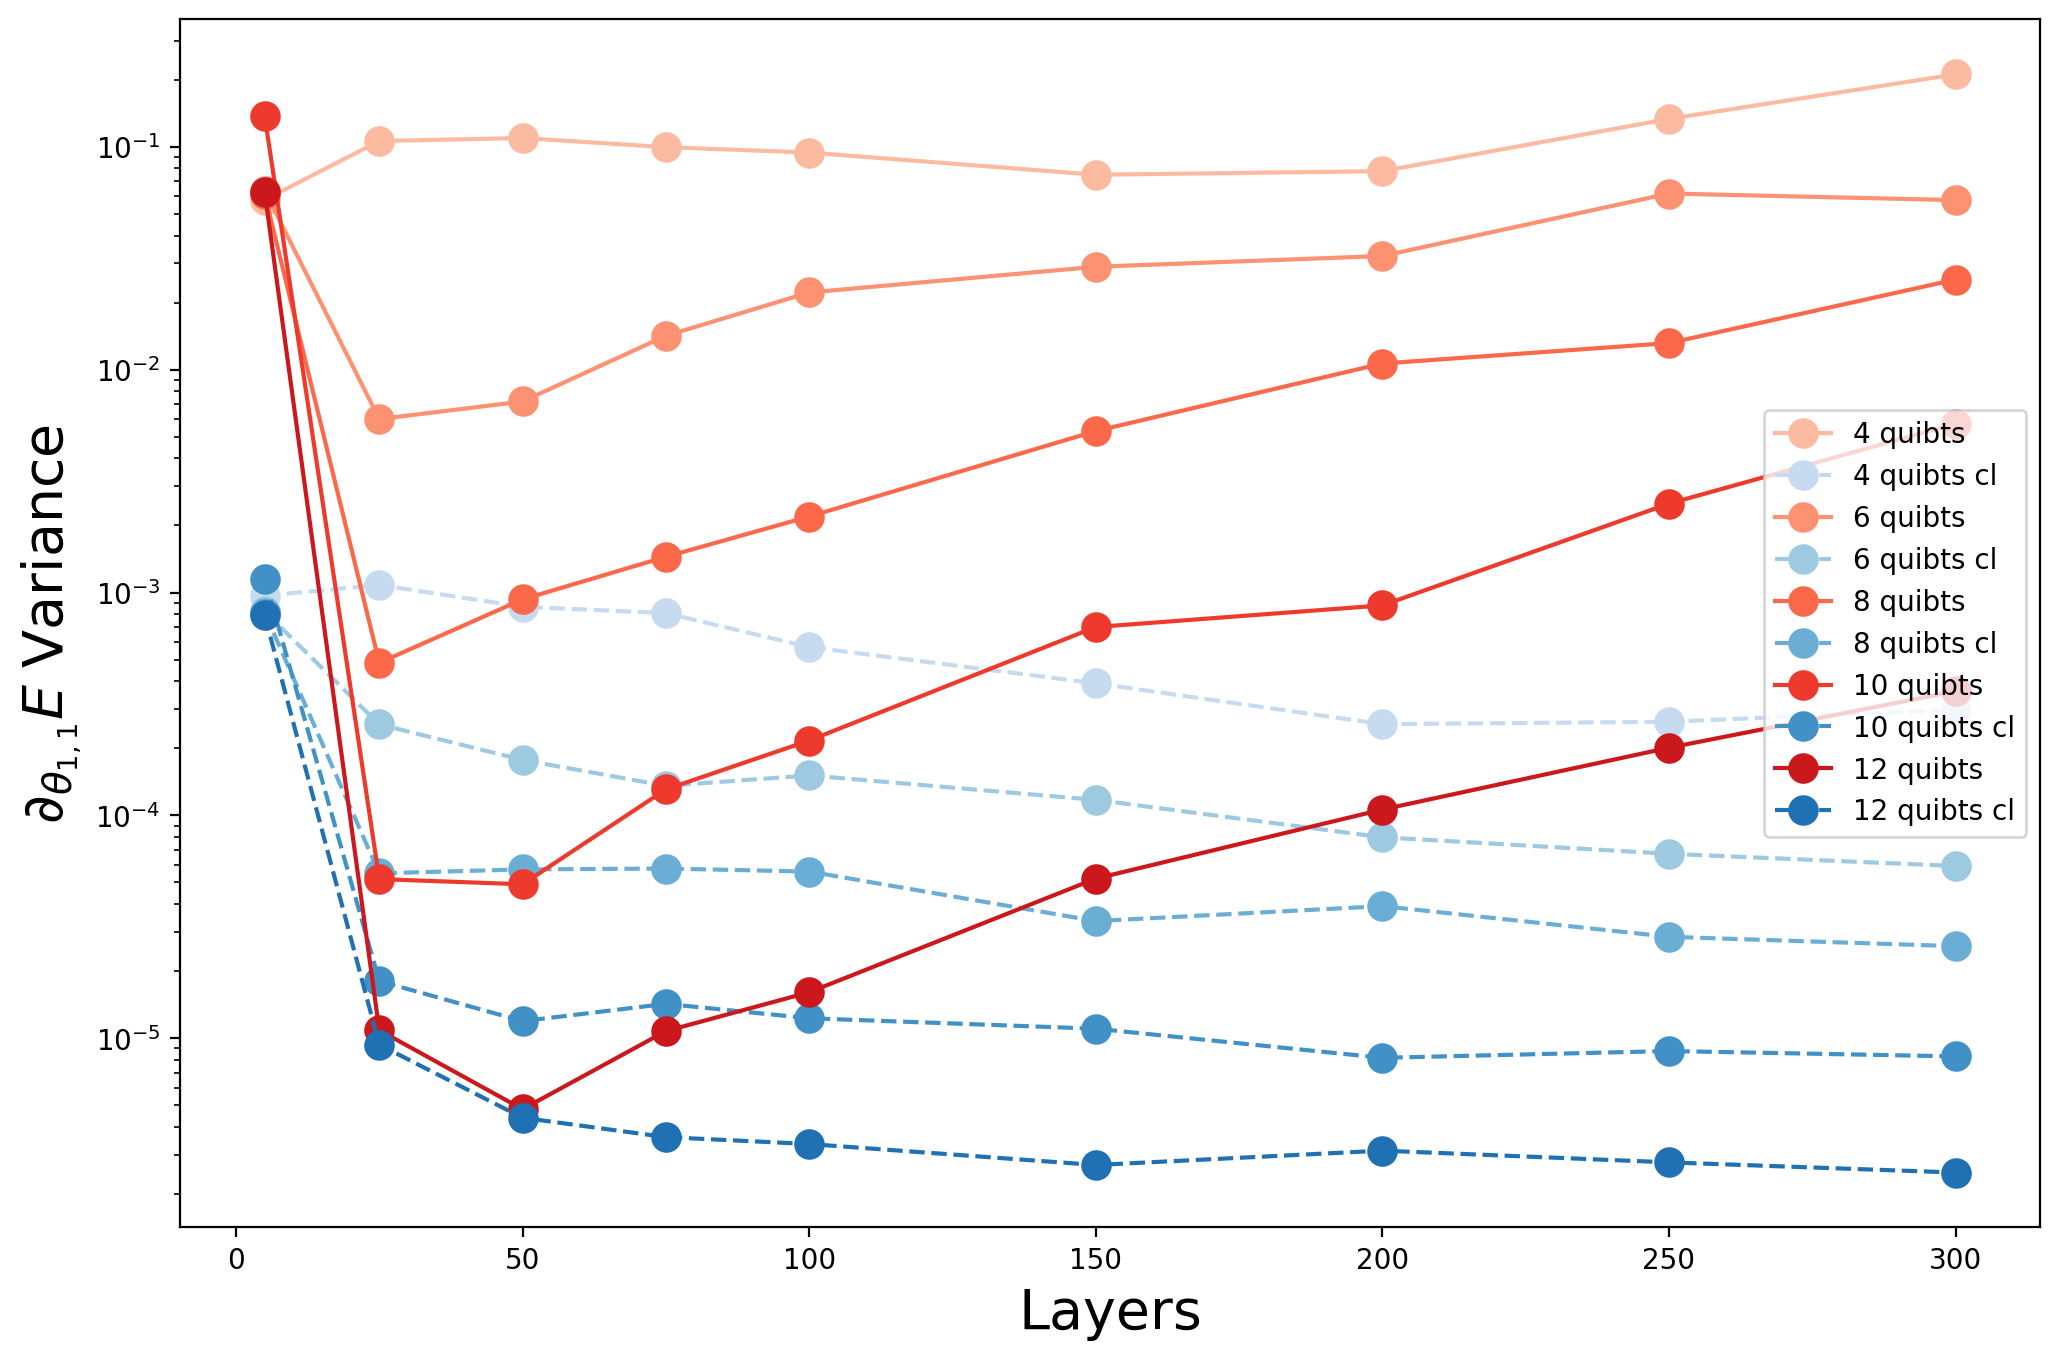 ∂θ₁,₁E Variance
10⁻¹
10⁻²
10⁻³
10⁻⁴
10⁻⁵
4 quibts
4 quibts cl
6 quibts
6 quibts cl
8 quibts
8 quibts cl
10 quibts
10 quibts cl
12 quibts
12 quibts cl
0 50 100 150 200 250 300
Layers